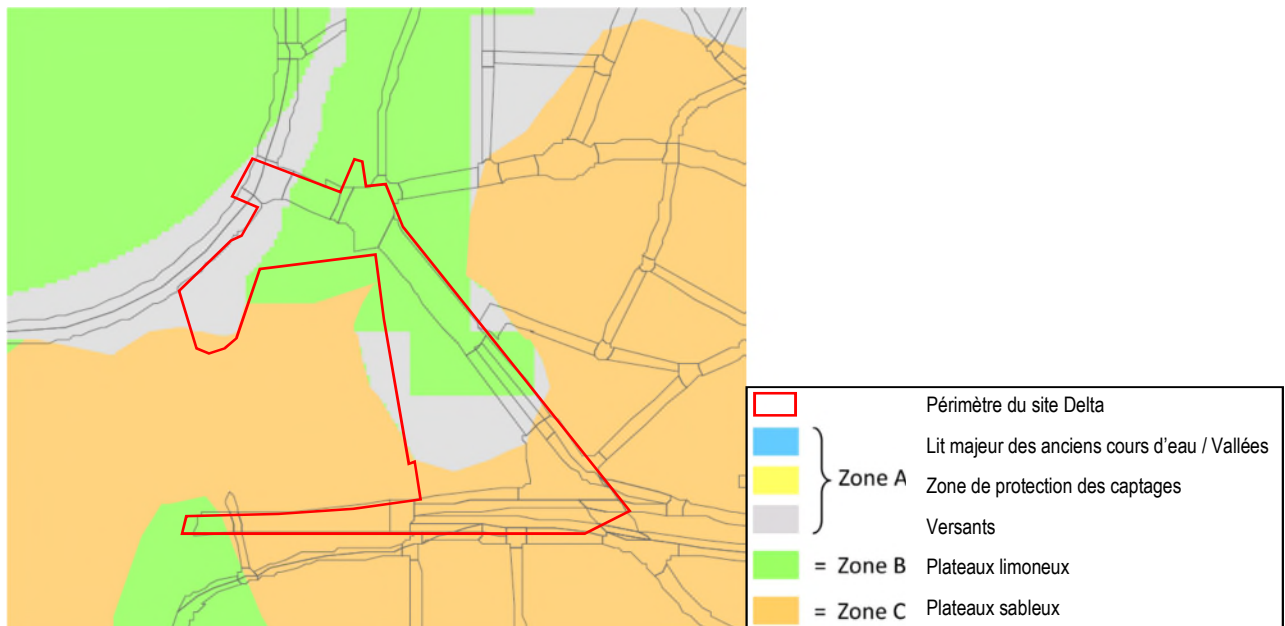 Périmètre du site Delta
Lit majeur des anciens cours d'eau / Vallées
Zone A
Zone de protection des captages
Versants
= Zone B Plateaux limoneux
= Zone C Plateaux sableux